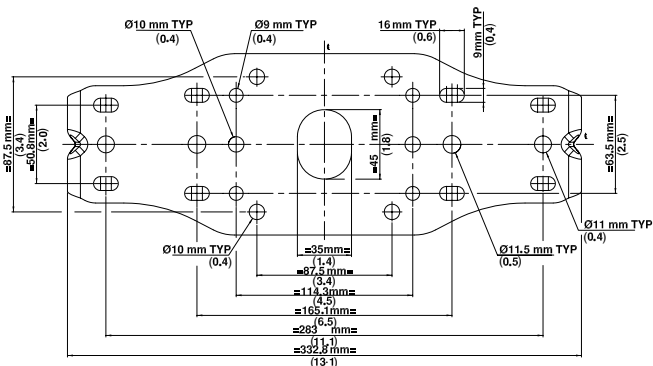 Ø10 mm TYP
(0.4)
Ø9 mm TYP
(0.4)
16 mm TYP
(0.6)
9mm TYP
(0.4)
=87.5 mm=
(3.4)
=50.8mm=
(2.0)
=45 mm=
(1.8)
=63.5 mm=
(2.5)
Ø10 mm TYP
(0.4)
=35mm=
(1.4)
Ø11.5 mm TYP
(0.5)
Ø11 mm TYP
(0.4)
=87.5 mm=
(3.4)
=114.3mm=
(4.5)
=165.1mm=
(6.5)
=283 mm=
(11.1)
=332.8 mm=
(13.1)